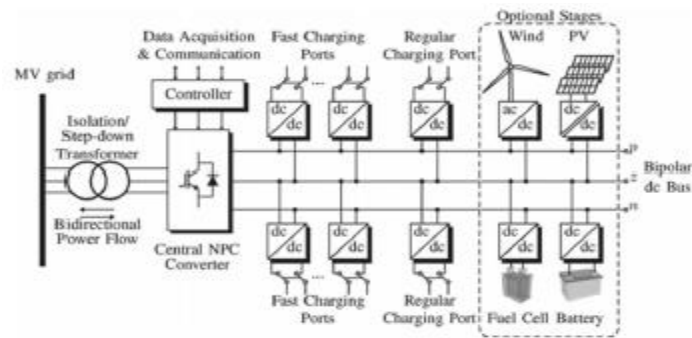 Optional Stages
Data Acquisition
& Communication
Fast Charging
Ports
Regular
Charging Port
Wind
PV
MV grid
Controller
Isolation/
Step-down
Transformer
dc
dc
dc
dc
dc
dc
ac
dc
dc
dc
p
z
n
Bipolar
dc Bus
Bidirectional
Power Flow
Central NPC
Converter
dc
dc
dc
dc
dc
dc
dc
dc
dc
dc
Fast Charging
Ports
Regular
Charging Port
Fuel Cell
Battery